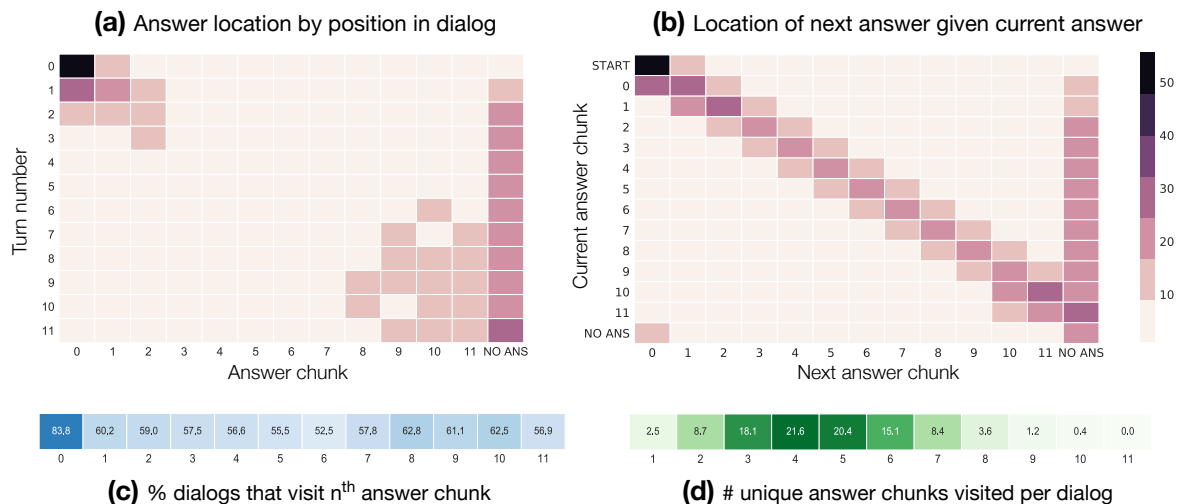 (a) Answer location by position in dialog
Turn number
0
1
2
3
4
5
6
7
8
9
10
11
0 1 2 3 4 5 6 7 8 9 10 11 NO ANS
Answer chunk
(b) Location of next answer given current answer
Current answer chunk
START
0
1
2
3
4
5
6
7
8
9
10
11
NO ANS
0 1 2 3 4 5 6 7 8 9 10 11 NO ANS
Next answer chunk
50
40
30
20
10
83,8 60,2 59,0 57,5 56,6 55,5 52,5 57,8 62,8 61,1 62,5 56,9
0 1 2 3 4 5 6 7 8 9 10 11
(c) % dialogs that visit nth answer chunk
2.5 8.7 18.1 21.6 20.4 15.1 8.4 3.6 1.2 0.4 0.0
1 2 3 4 5 6 7 8 9 10 11
(d) # unique answer chunks visited per dialog